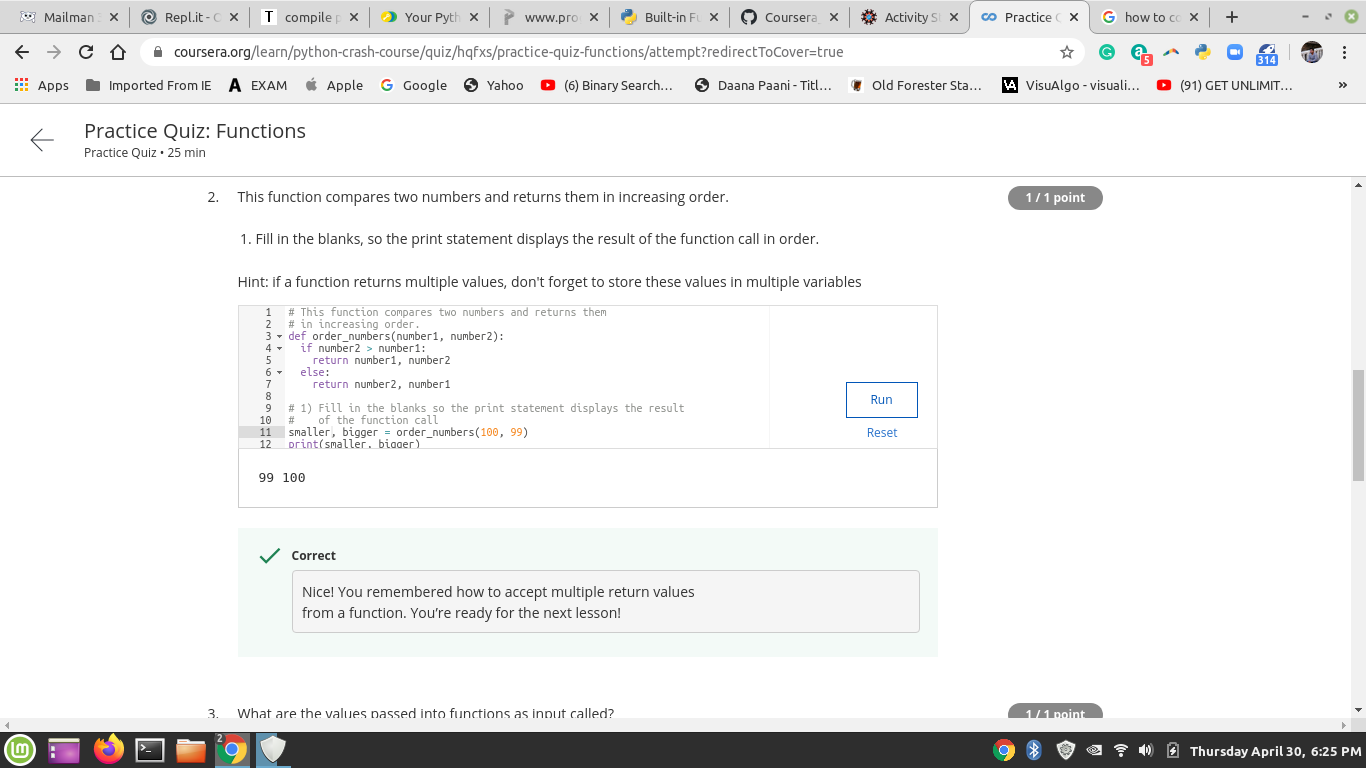 Mailman
Repl.it - C
compile p
Your Pyth
www.pro
Built-in Fu
Coursera
Activity S
Practice Q
how to co
coursera.org/learn/python-crash-course/quiz/hqfxs/practice-quiz-functions/attempt?redirectToCover=true
5
314
Apps
Imported From IE
EXAM
Apple
Google
Yahoo
(6) Binary Search...
Daana Paani - Titl...
Old Forester Sta...
VisuAlgo - visuali...
(91) GET UNLIMIT...
»
Practice Quiz: Functions
Practice Quiz • 25 min
2. This function compares two numbers and returns them in increasing order.
1 / 1 point
1. Fill in the blanks, so the print statement displays the result of the function call in order.
Hint: if a function returns multiple values, don't forget to store these values in multiple variables
1 # This function compares two numbers and returns them
2 # in increasing order.
3 def order_numbers(number1, number2):
4 if number2 > number1:
5 return number1, number2
6 else:
7 return number2, number1
8
9 # 1) Fill in the blanks so the print statement displays the result
10 # of the function call
11 smaller, bigger = order_numbers(100, 99)
12 print(smaller, bigger)
Run
Reset
99 100
Correct
Nice! You remembered how to accept multiple return values
from a function. You're ready for the next lesson!
3. What are the values passed into functions as input called?
1 / 1 point
2
Thursday April 30, 6:25 PM